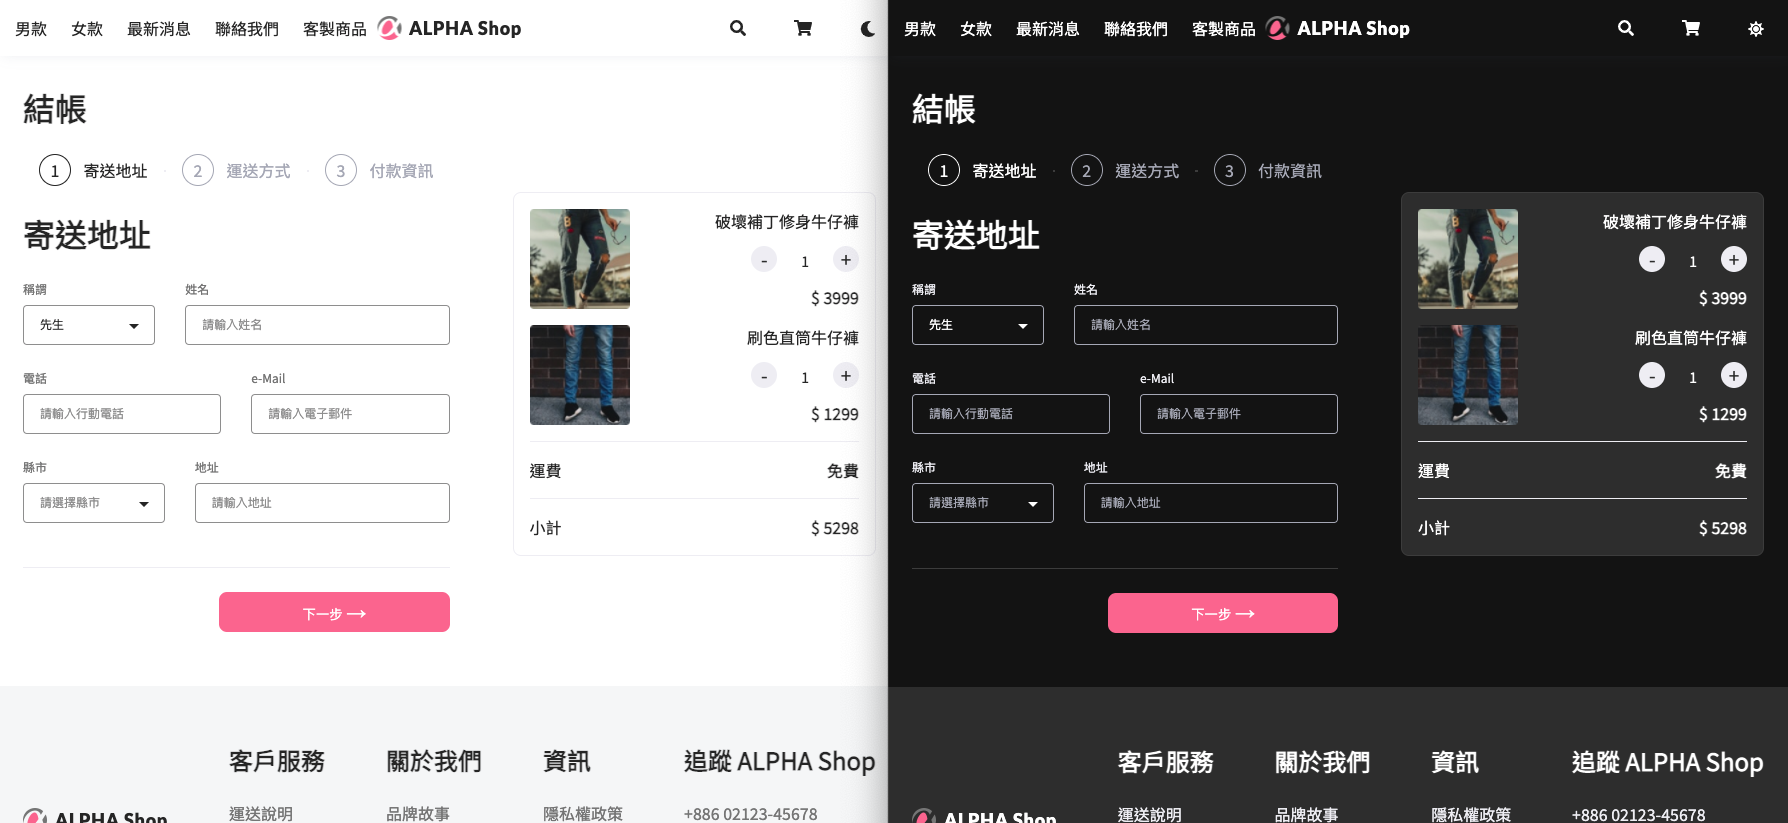 男款 女款 最新消息 聯絡我們 客製商品 ALPHA Shop
結帳
1 寄送地址 2 運送方式 3 付款資訊
寄送地址
稱謂 姓名
先生 請輸入姓名
電話 e-Mail
請輸入行動電話 請輸入電子郵件
縣市 地址
請選擇縣市 請輸入地址
下一步 →
破壞補丁修身牛仔褲
- 1 +
$ 3999
刷色直筒牛仔褲
- 1 +
$ 1299
運費 免費
小計 $ 5298
客戶服務 關於我們 資訊 追蹤 ALPHA Shop
ALPHA Shop 運送說明 品牌故事 隱私權政策 +886 02123-45678
男款 女款 最新消息 聯絡我們 客製商品 ALPHA Shop
結帳
1 寄送地址 2 運送方式 3 付款資訊
寄送地址
稱謂 姓名
先生 請輸入姓名
電話 e-Mail
請輸入行動電話 請輸入電子郵件
縣市 地址
請選擇縣市 請輸入地址
下一步 →
破壞補丁修身牛仔褲
- 1 +
$ 3999
刷色直筒牛仔褲
- 1 +
$ 1299
運費 免費
小計 $ 5298
客戶服務 關於我們 資訊 追蹤 ALPHA Shop
ALPHA Shop 運送說明 品牌故事 隱私權政策 +886 02123-45678